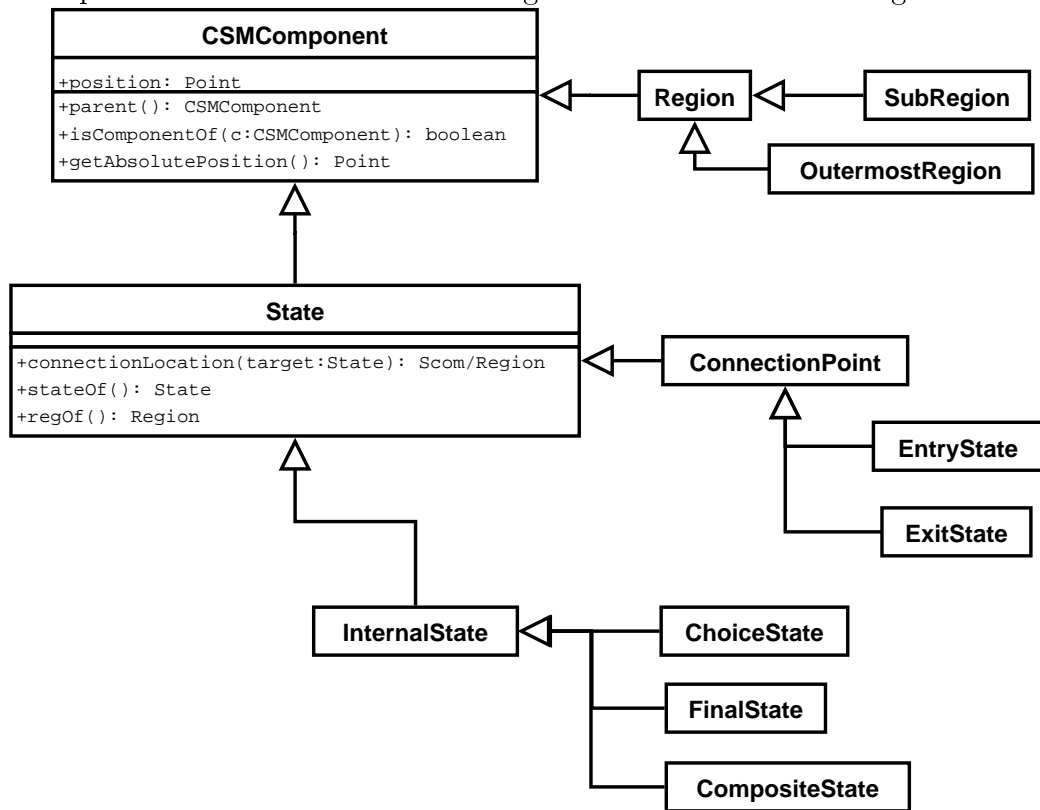 CSMComponent
+position: Point
+parent(): CSMComponent
+isComponentOf(c:CSMComponent): boolean
+getAbsolutePosition(): Point
Region
SubRegion
OutermostRegion
State
+connectionLocation(target:State): Scom/Region
+stateOf(): State
+regOf(): Region
ConnectionPoint
EntryState
ExitState
InternalState
ChoiceState
FinalState
CompositeState